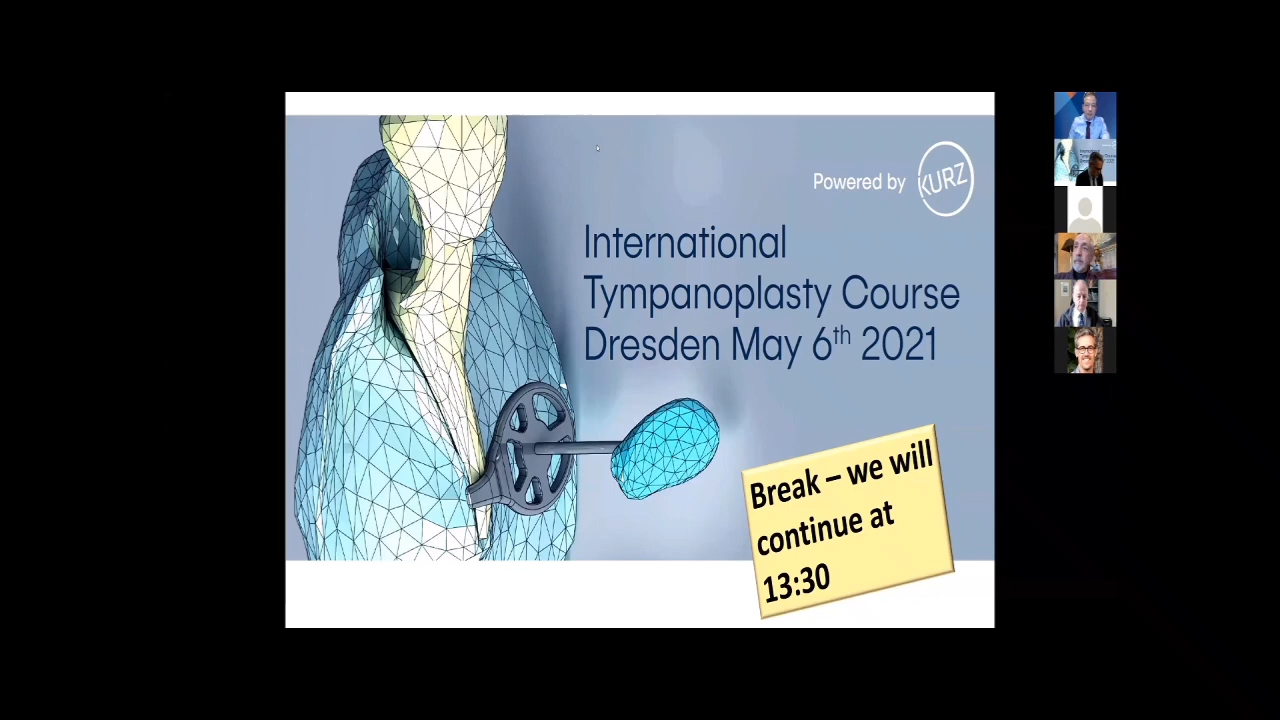 Powered by KURZ
International
Tympanoplasty Course
Dresden May 6th 2021
Break – we will
continue at
13:30